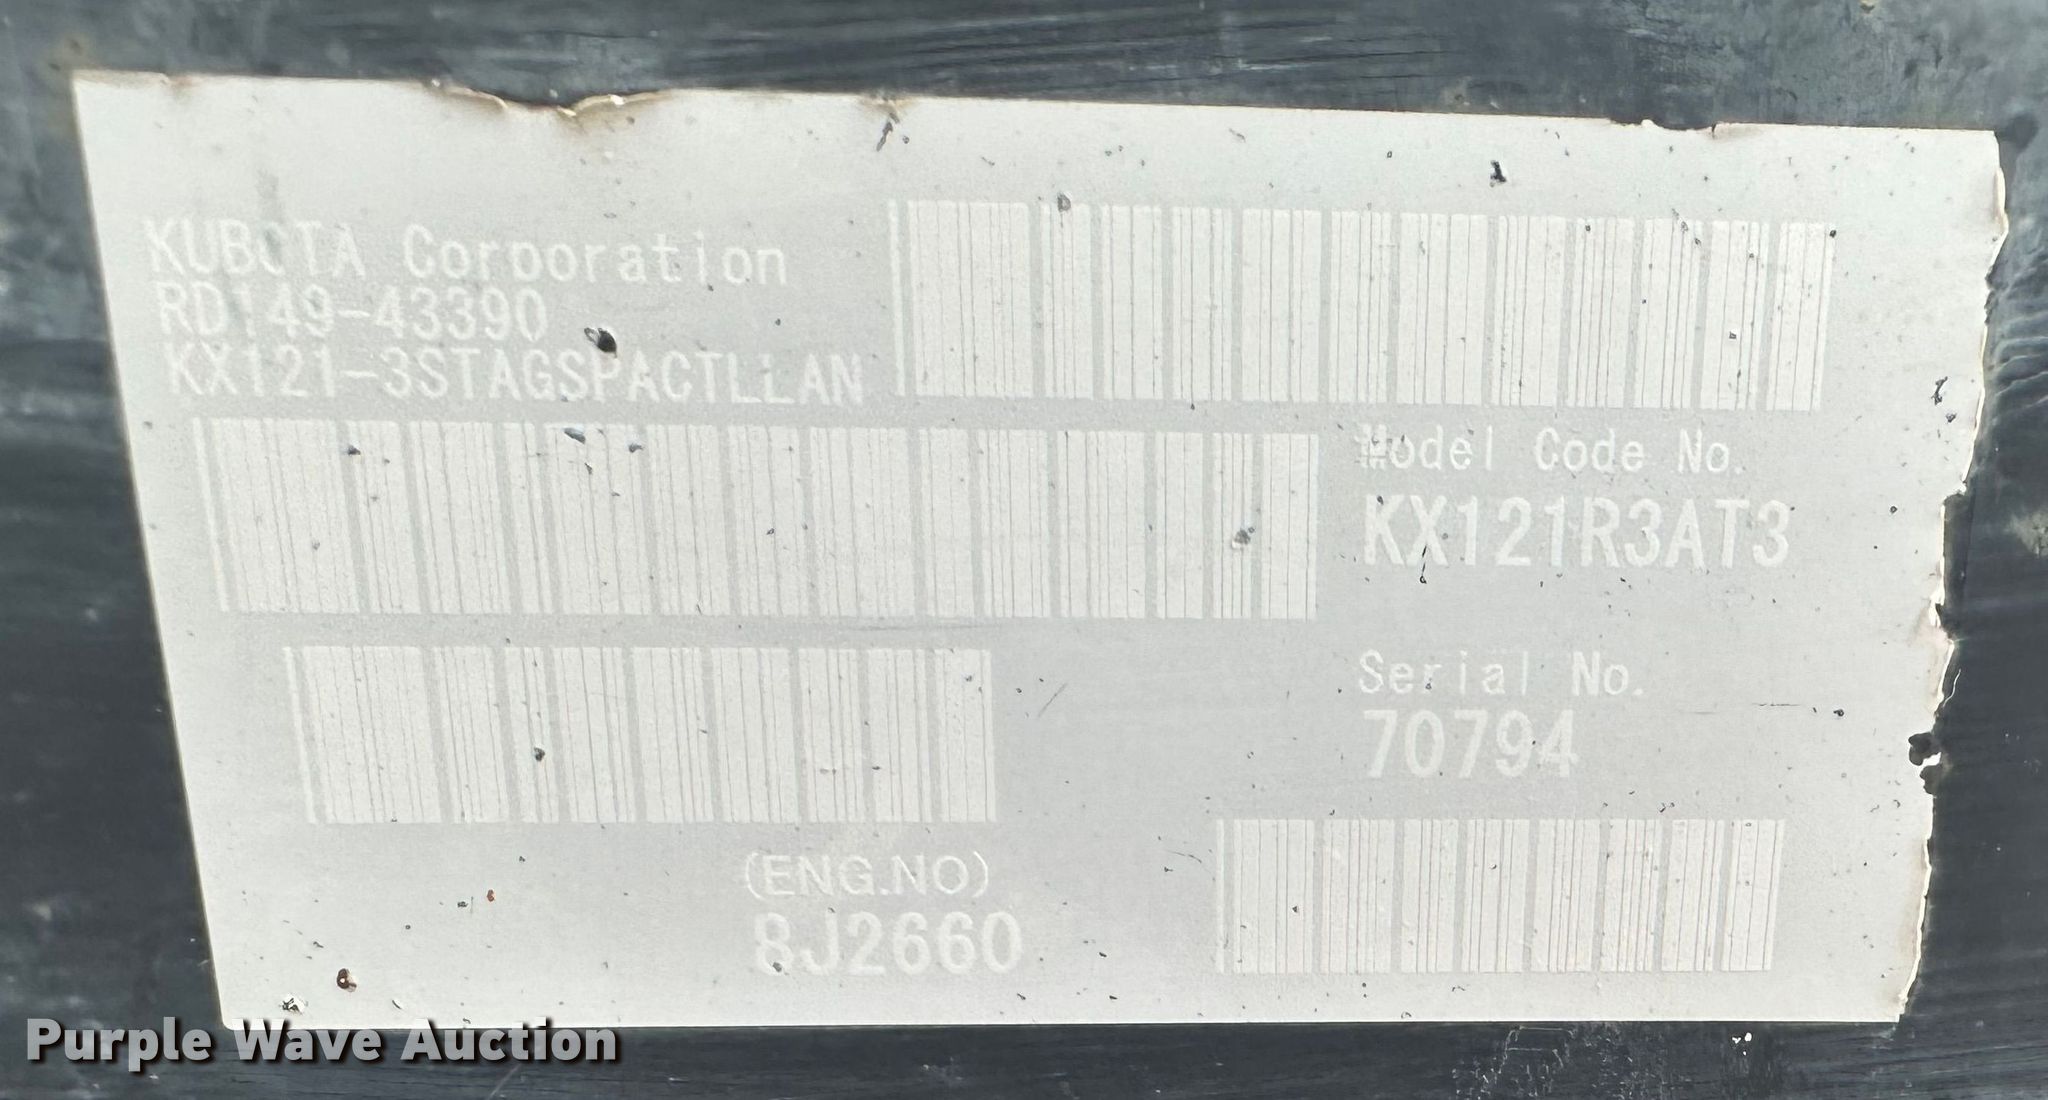 KUBOTA Corporation
RD149-43390
KX121-3STAGSPACTLLAN
Model Code No.
KX121R3AT3
Serial No.
70794
(ENG.NO)
8J2660
Purple Wave Auction